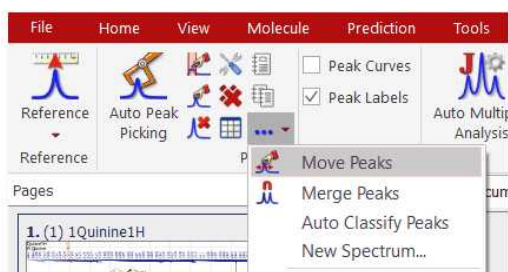 File Home View Molecule Prediction Tools
Peak Curves
Peak Labels
Reference
Auto Peak
Picking
Auto Multip
Analysis
Reference
P
Move Peaks
Pages
Merge Peaks
cum
1. (1) 1Quinine1H
Auto Classify Peaks
New Spectrum...